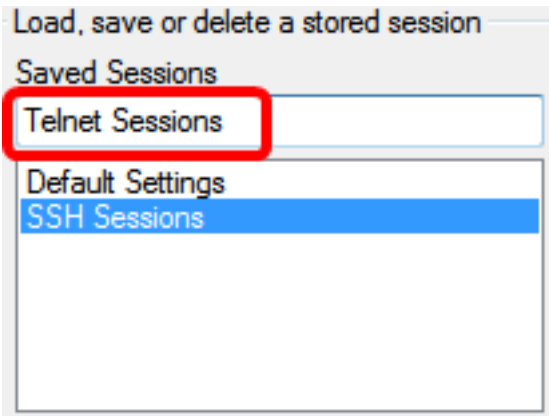 Load, save or delete a stored session
Saved Sessions
Telnet Sessions
Default Settings
SSH Sessions